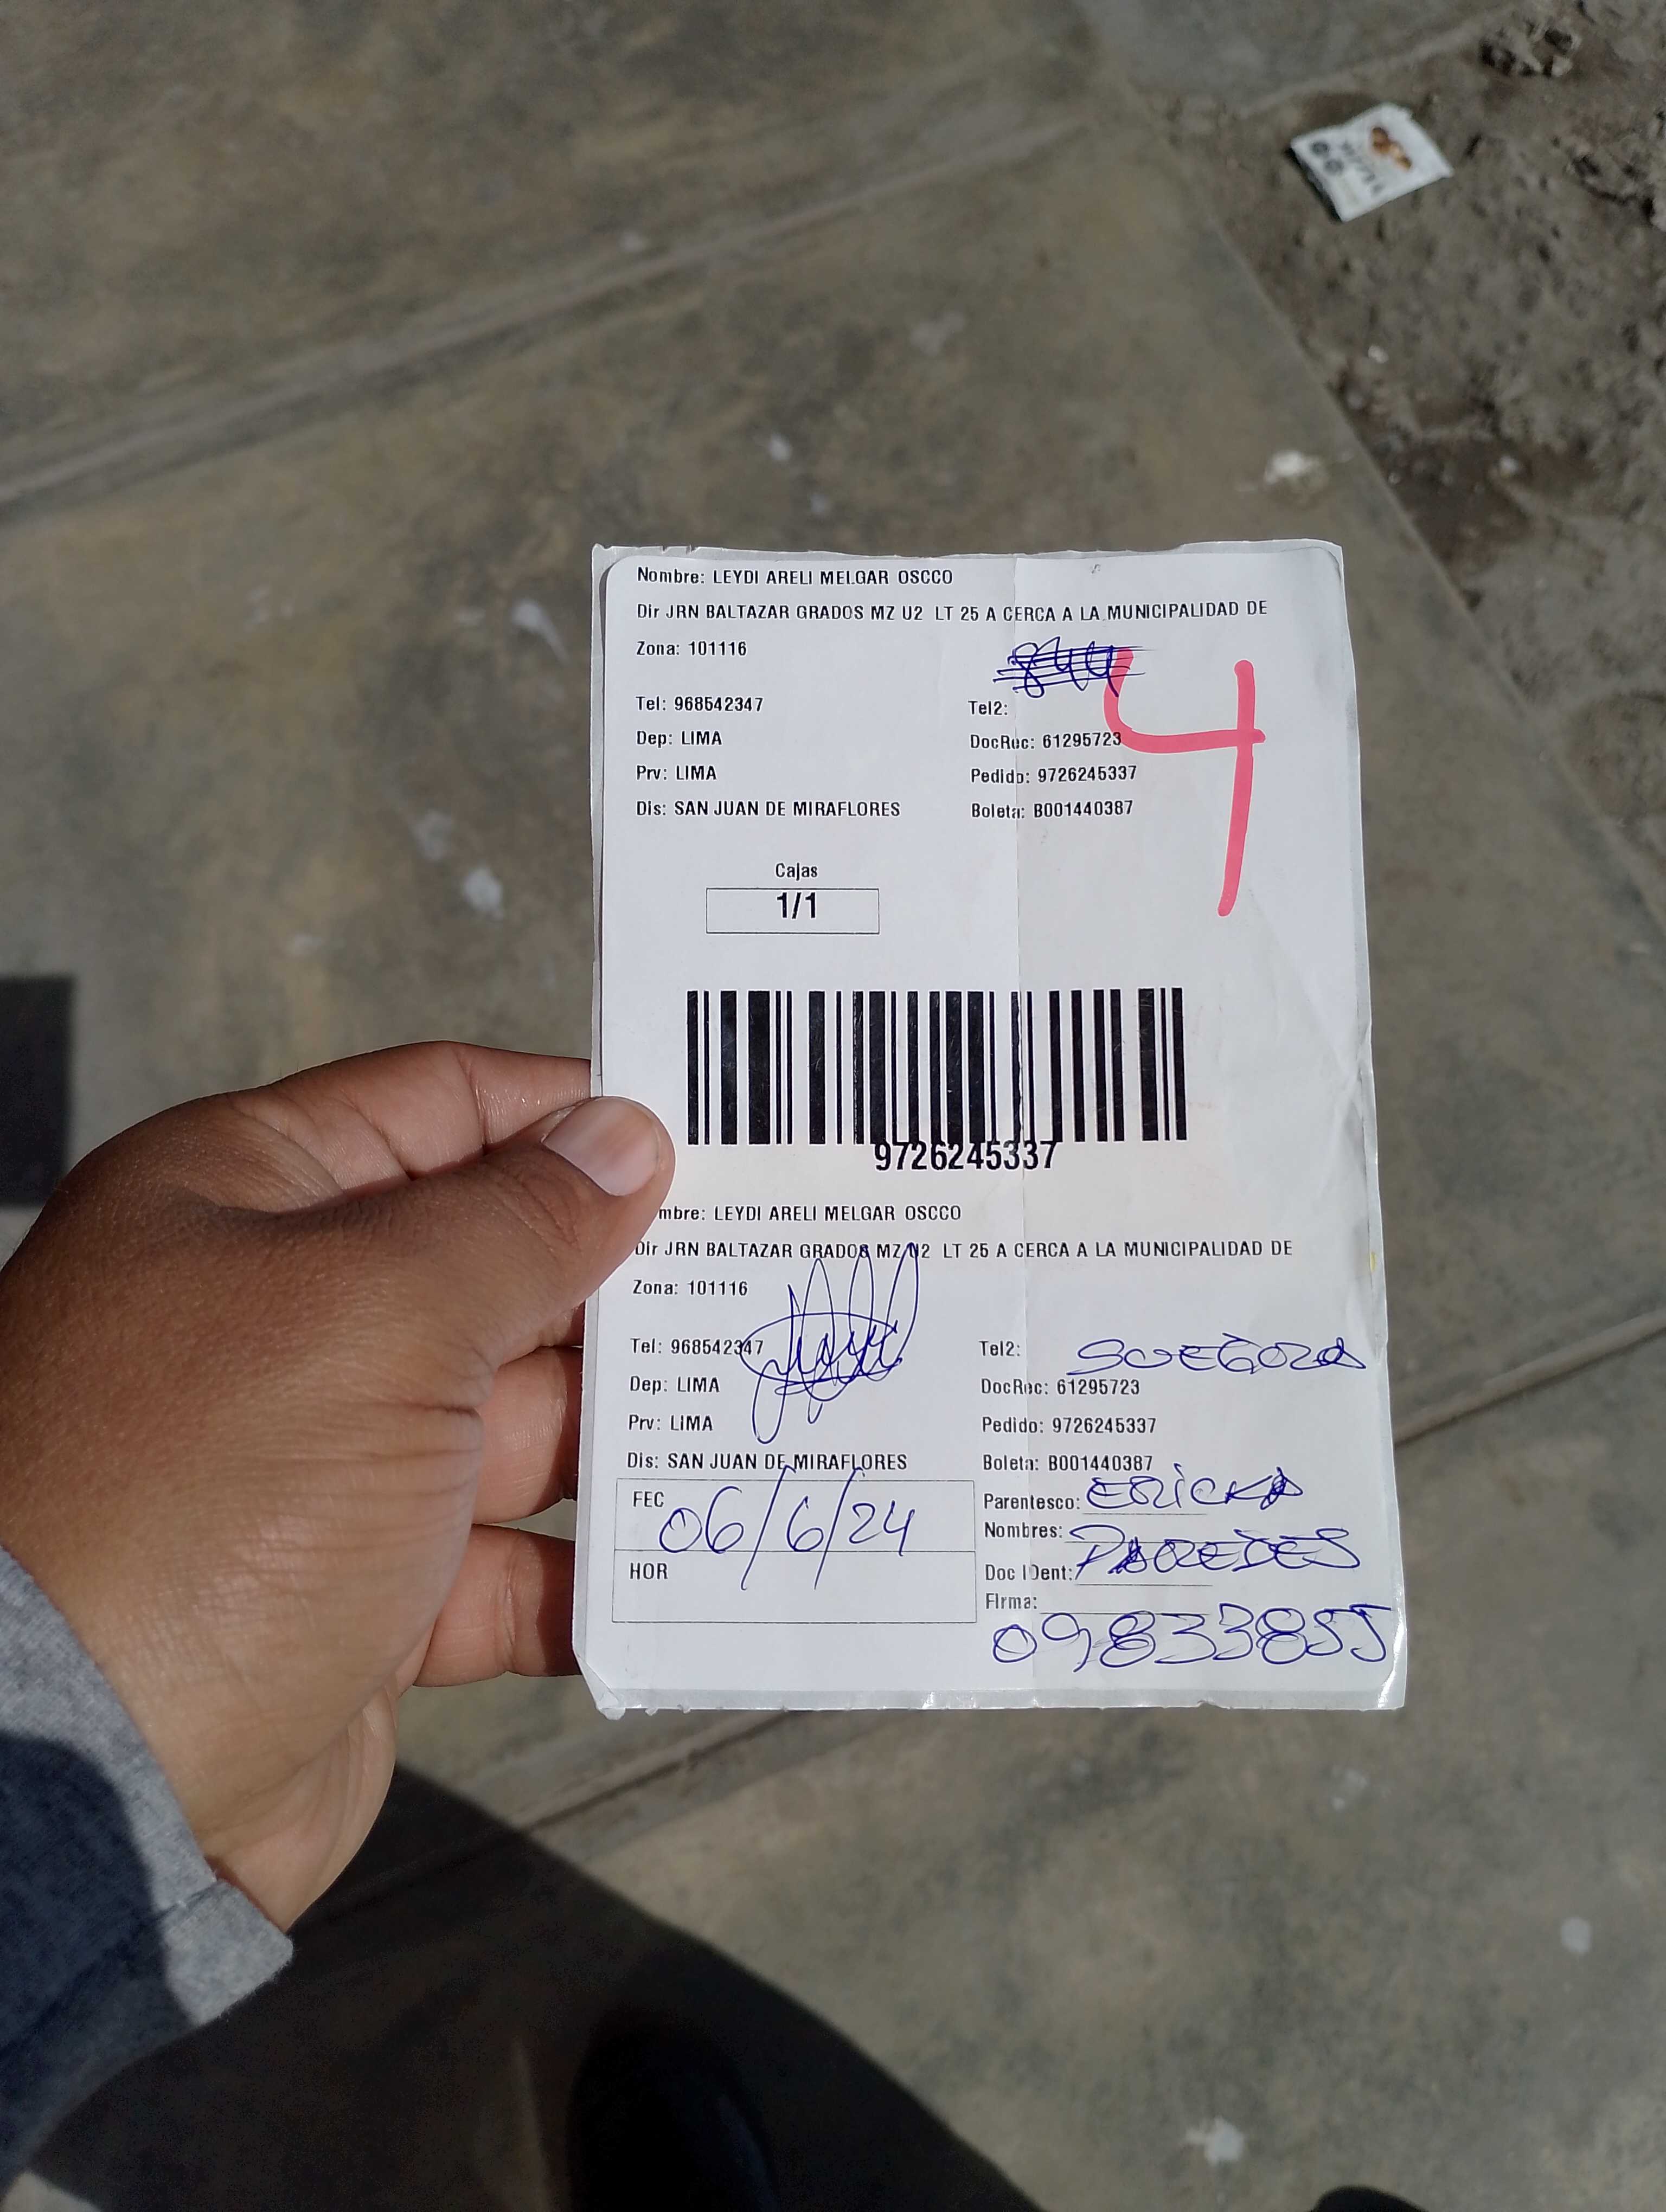 Nombre: LEYDI ARELI MELGAR OSCCO
Dir JRN BALTAZAR GRADOS MZ U2 LT 25 A CERCA A LA MUNICIPALIDAD DE
Zona: 101116
844
4
Tel: 968542347 Tel2:
Dep: LIMA DocRec: 61295723
Prv: LIMA Pedido: 9726245337
Dis: SAN JUAN DE MIRAFLORES Boleta: B001440387
Cajas
1/1
9726245337
mbre: LEYDI ARELI MELGAR OSCCO
Dir JRN BALTAZAR GRADOS MZ U2 LT 25 A CERCA A LA MUNICIPALIDAD DE
Zona: 101116
Tel: 968542347 Tel2: SUEGRA
Dep: LIMA DocRec: 61295723
Prv: LIMA Pedido: 9726245337
Dis: SAN JUAN DE MIRAFLORES Boleta: B001440387
FEC 06/6/24 Parentesco: ERICKA
Nombres: PAREDES
HOR Doc IDent:
Firma:
09833855